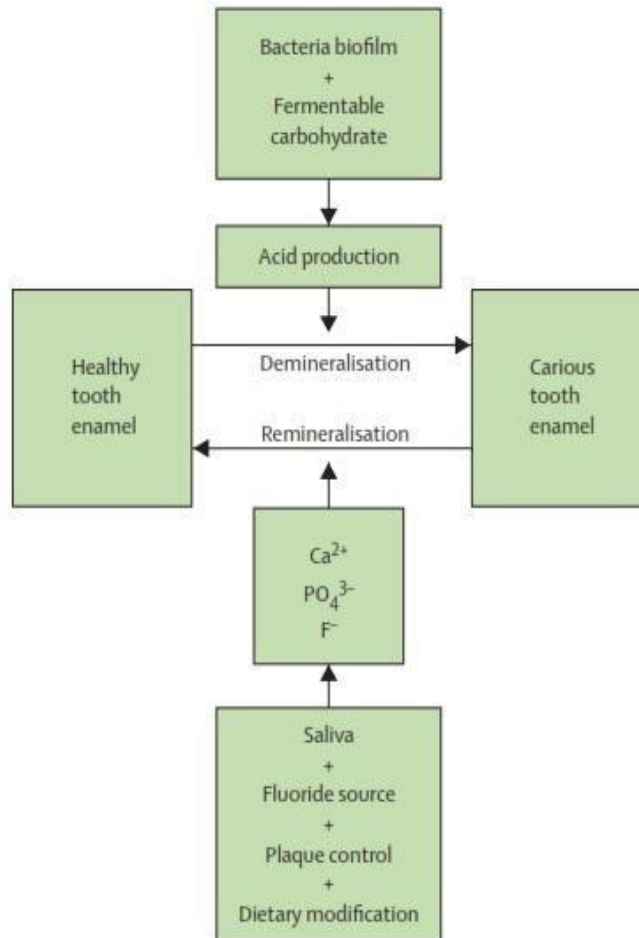 Bacteria biofilm
+
Fermentable
carbohydrate
Acid production
Healthy
tooth
enamel
Demineralisation
Remineralisation
Carious
tooth
enamel
Ca²⁺
PO₄³⁻
F⁻
Saliva
+
Fluoride source
+
Plaque control
+
Dietary modification